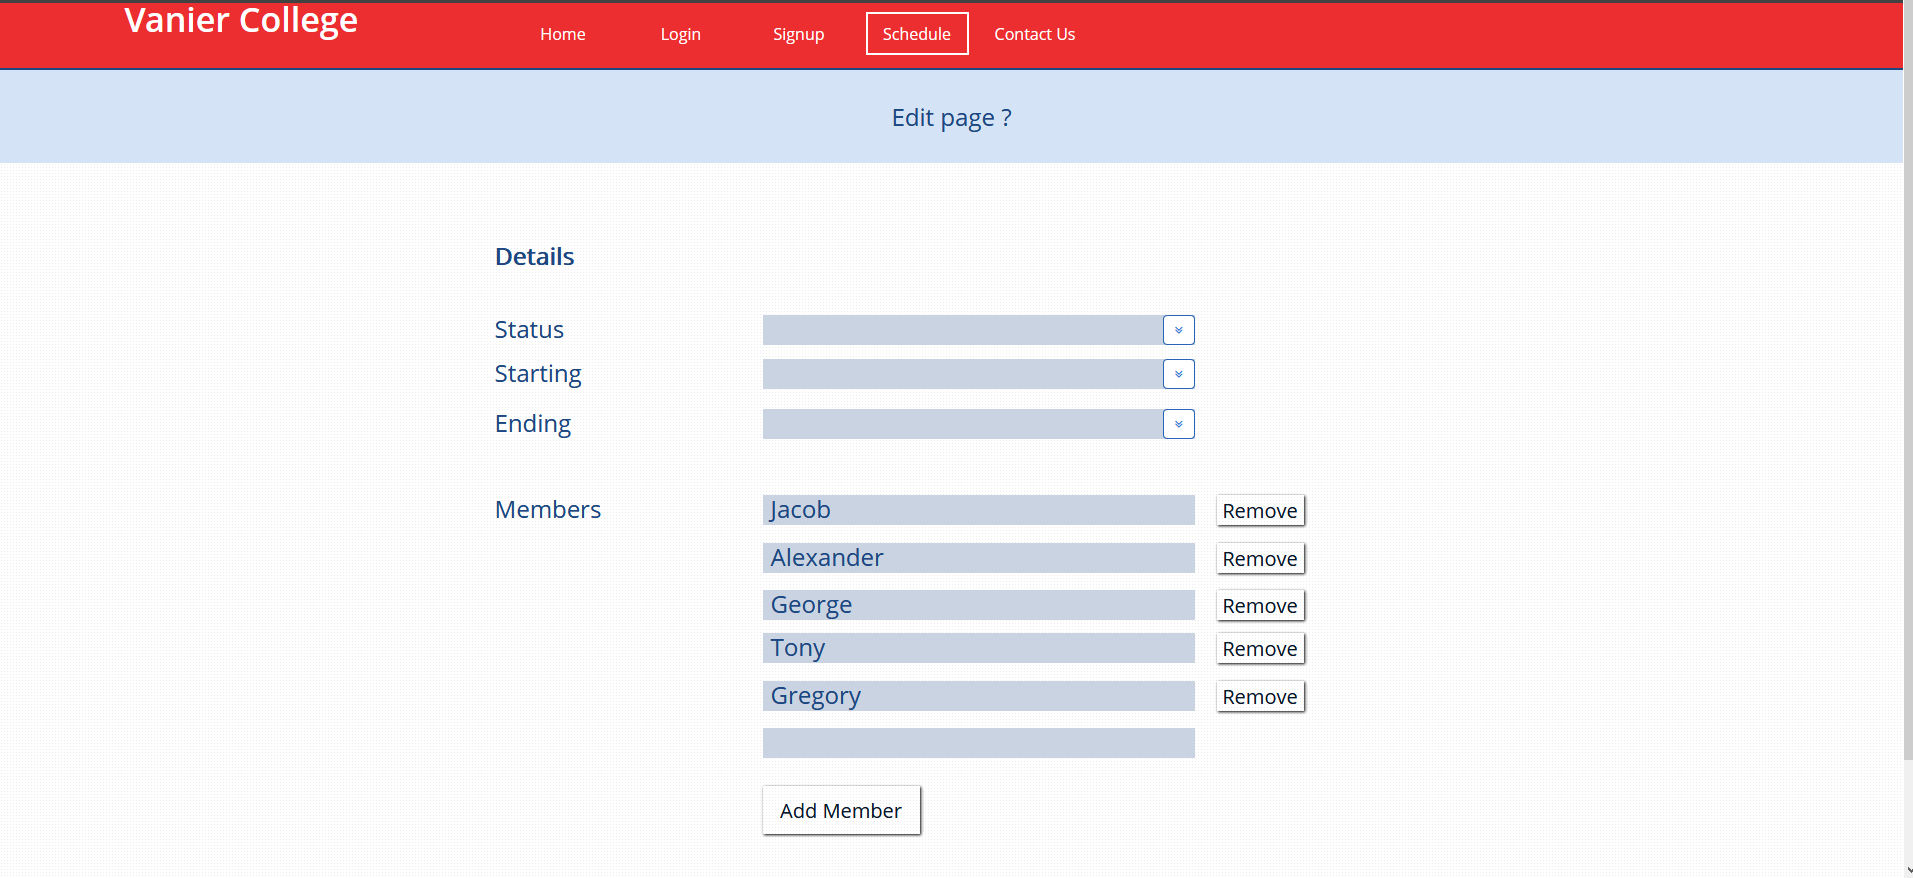 Vanier College
Home Login Signup Schedule Contact Us
Edit page ?
Details
Status
Starting
Ending
Members Jacob Remove
Alexander Remove
George Remove
Tony Remove
Gregory Remove
Add Member